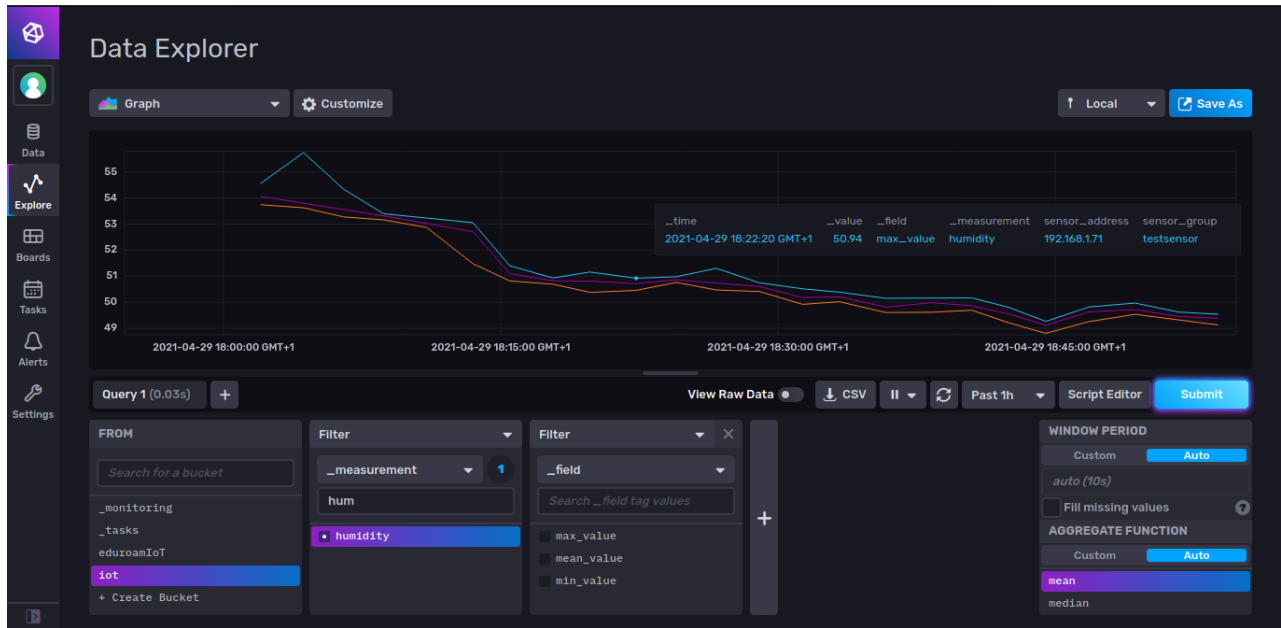 Data Explorer
Graph
Customize
Local
Save As
Data
Explore
Boards
Tasks
Alerts
Settings
55
54
53
52
51
50
49
_time _value _field _measurement sensor_address sensor_group
2021-04-29 18:22:20 GMT+1 50.94 max_value humidity 192.168.1.71 testsensor
2021-04-29 18:00:00 GMT+1 2021-04-29 18:15:00 GMT+1 2021-04-29 18:30:00 GMT+1 2021-04-29 18:45:00 GMT+1
Query 1 (0.03s) + View Raw Data CSV Past 1h Script Editor Submit
FROM
Search for a bucket
_monitoring
_tasks
eduroamIoT
iot
+ Create Bucket
Filter
_measurement 1
hum
humidity
Filter
_field
Search _field tag values
max_value
mean_value
min_value
+
WINDOW PERIOD
Custom Auto
auto (10s)
Fill missing values ?
AGGREGATE FUNCTION
Custom Auto
mean
median